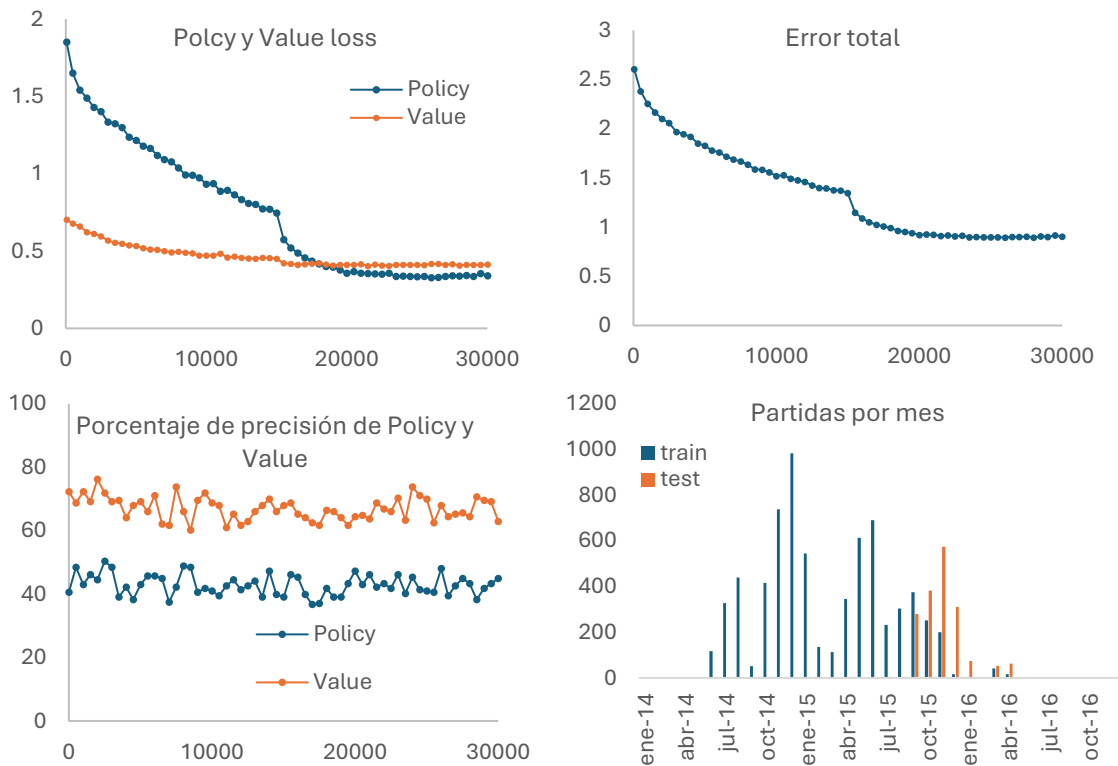 Polcy y Value loss
2
1.5
1
0.5
0
Policy
Value
0
10000
20000
30000
Error total
3
2.5
2
1.5
1
0.5
0
0
10000
20000
30000
Porcentaje de precisión de Policy y
Value
100
80
60
40
20
0
Policy
Value
0
10000
20000
30000
Partidas por mes
1200
1000
800
600
400
200
0
train
test
ene-14
abr-14
jul-14
oct-14
ene-15
abr-15
jul-15
oct-15
ene-16
abr-16
jul-16
oct-16